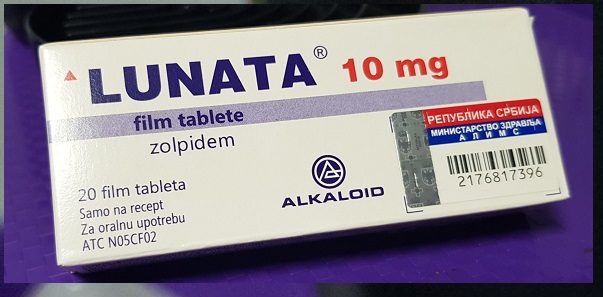 LUNATA® 10 mg
film tablete
zolpidem
20 film tableta
Samo na recept
Za oralnu upotrebu
ATC N05CF02
ALKALOID
РЕПУБЛИКА СРБИЈА
МИНИСТАРСТВО ЗДРАВЉА
АЛИМС
2176817396